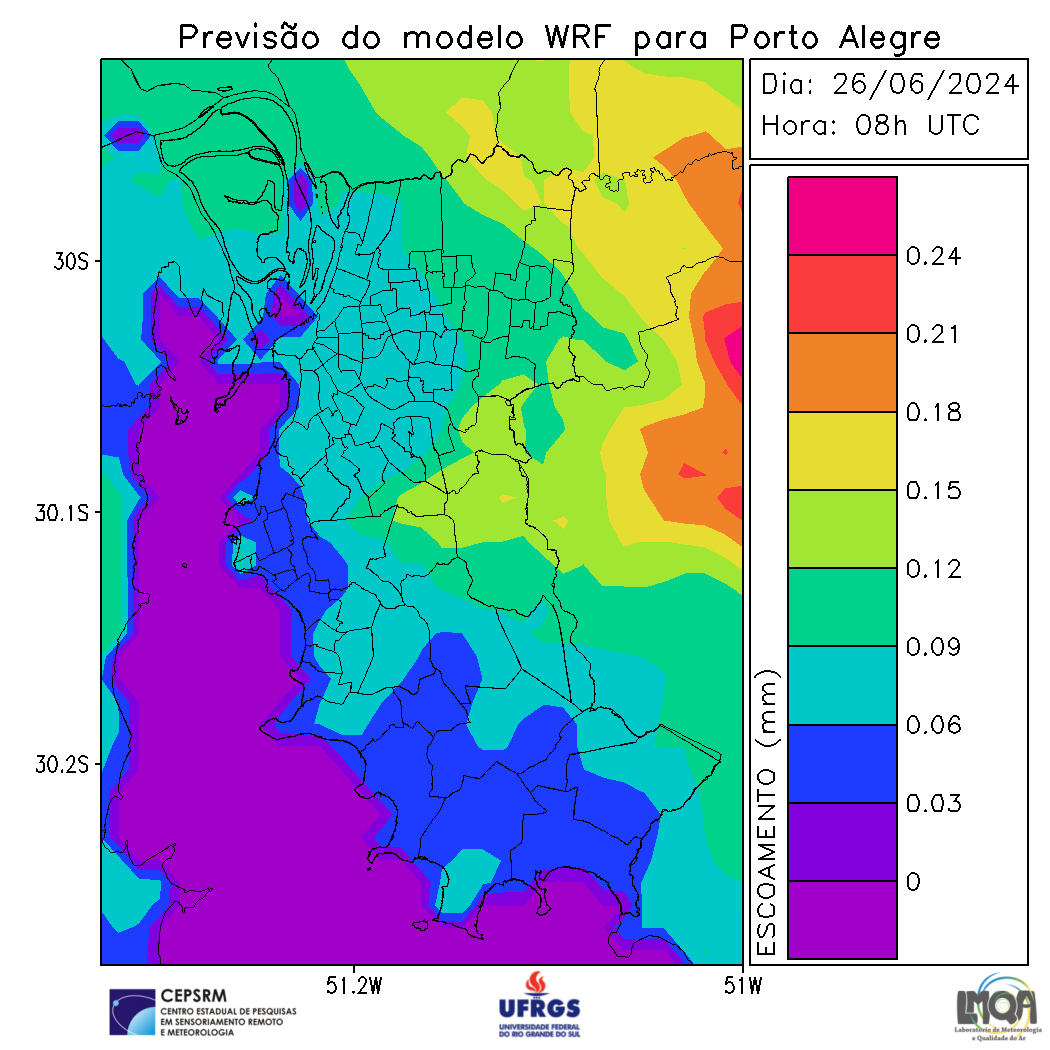 Previsão do modelo WRF para Porto Alegre
Dia: 26/06/2024
Hora: 08h UTC
30S
30.1S
30.2S
51.2W
51W
ESCOAMENTO (mm)
0.24
0.21
0.18
0.15
0.12
0.09
0.06
0.03
0
CEPSRM
CENTRO ESTADUAL DE PESQUISAS
EM SENSORIAMENTO REMOTO
E METEOROLOGIA
UFRGS
UNIVERSIDADE FEDERAL
DO RIO GRANDE DO SUL
LMQA
Laboratório de Meteorologia
e Qualidade do Ar